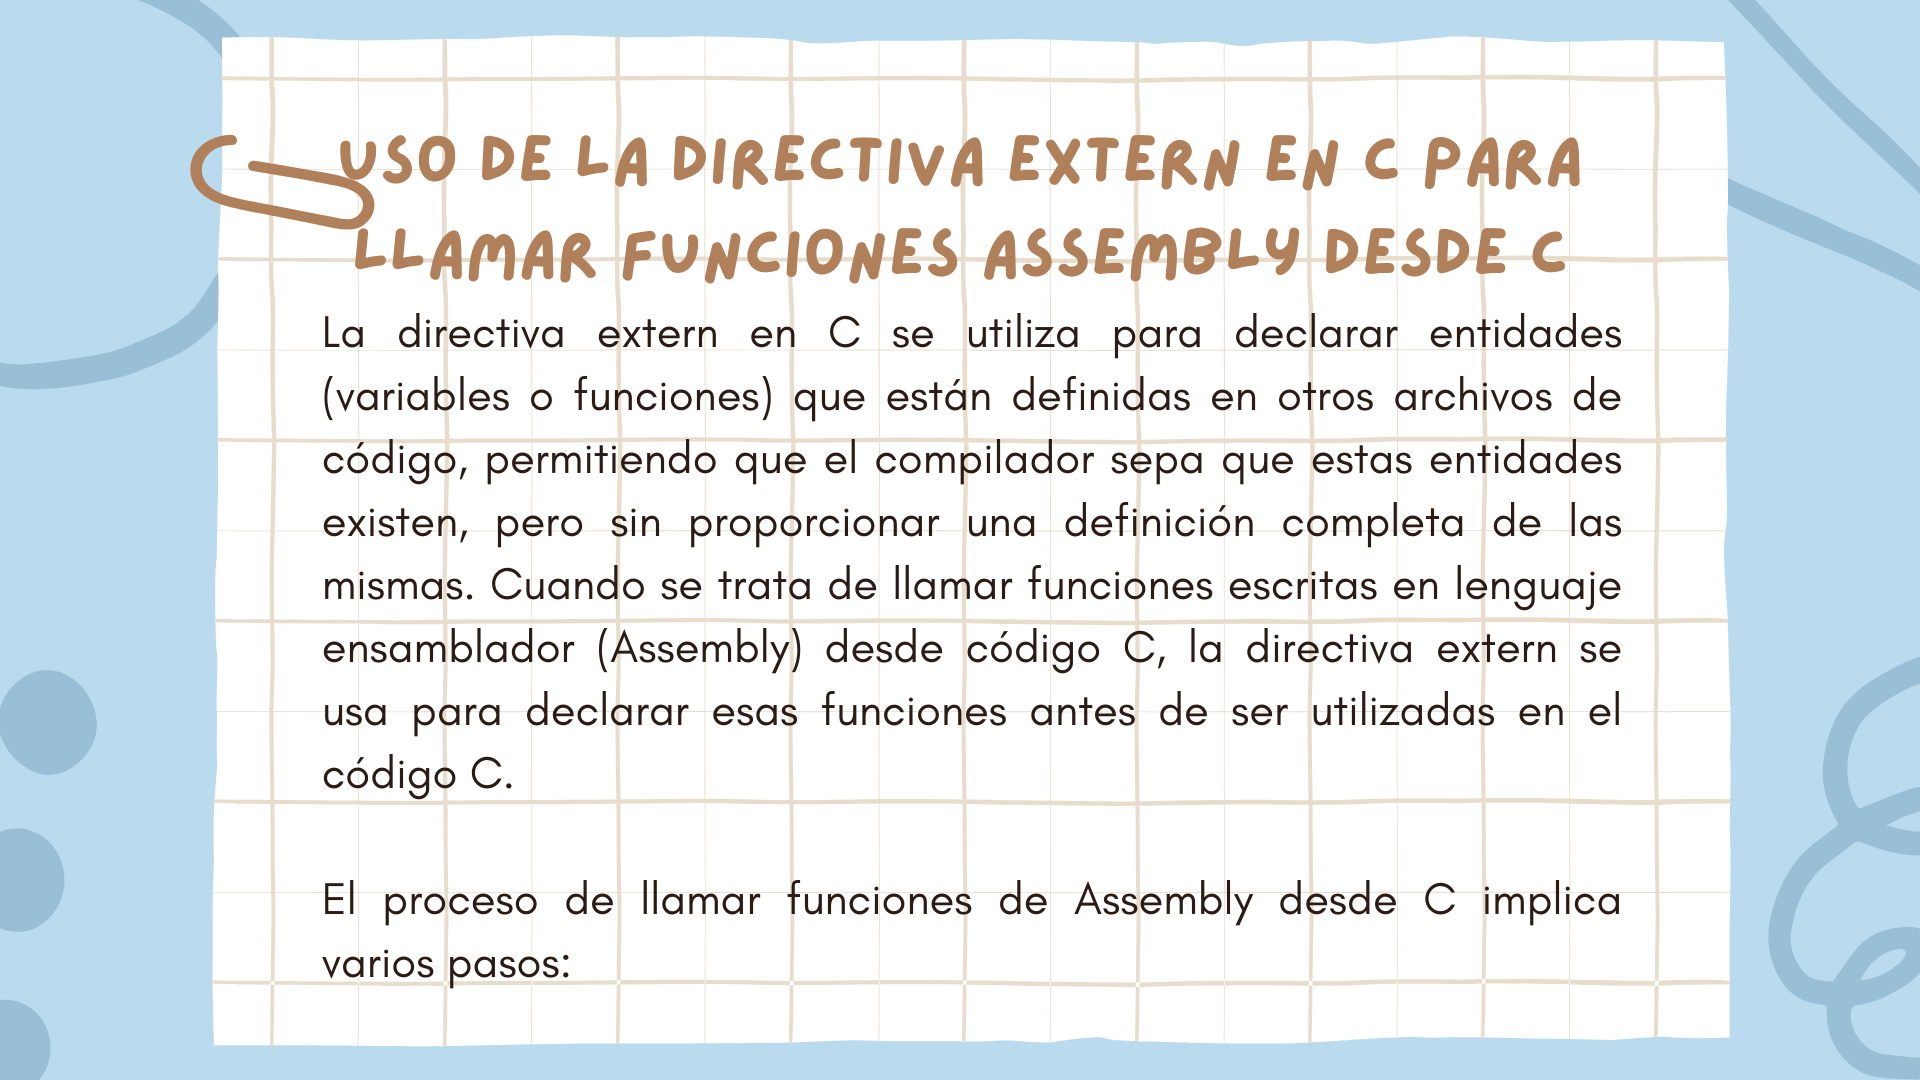 USO DE LA DIRECTIVA EXTERN EN C PARA
LLAMAR FUNCIONES ASSEMBLY DESDE C
La directiva extern en C se utiliza para declarar entidades
(variables o funciones) que están definidas en otros archivos de
código, permitiendo que el compilador sepa que estas entidades
existen, pero sin proporcionar una definición completa de las
mismas. Cuando se trata de llamar funciones escritas en lenguaje
ensamblador (Assembly) desde código C, la directiva extern se
usa para declarar esas funciones antes de ser utilizadas en el
código C.
El proceso de llamar funciones de Assembly desde C implica
varios pasos: